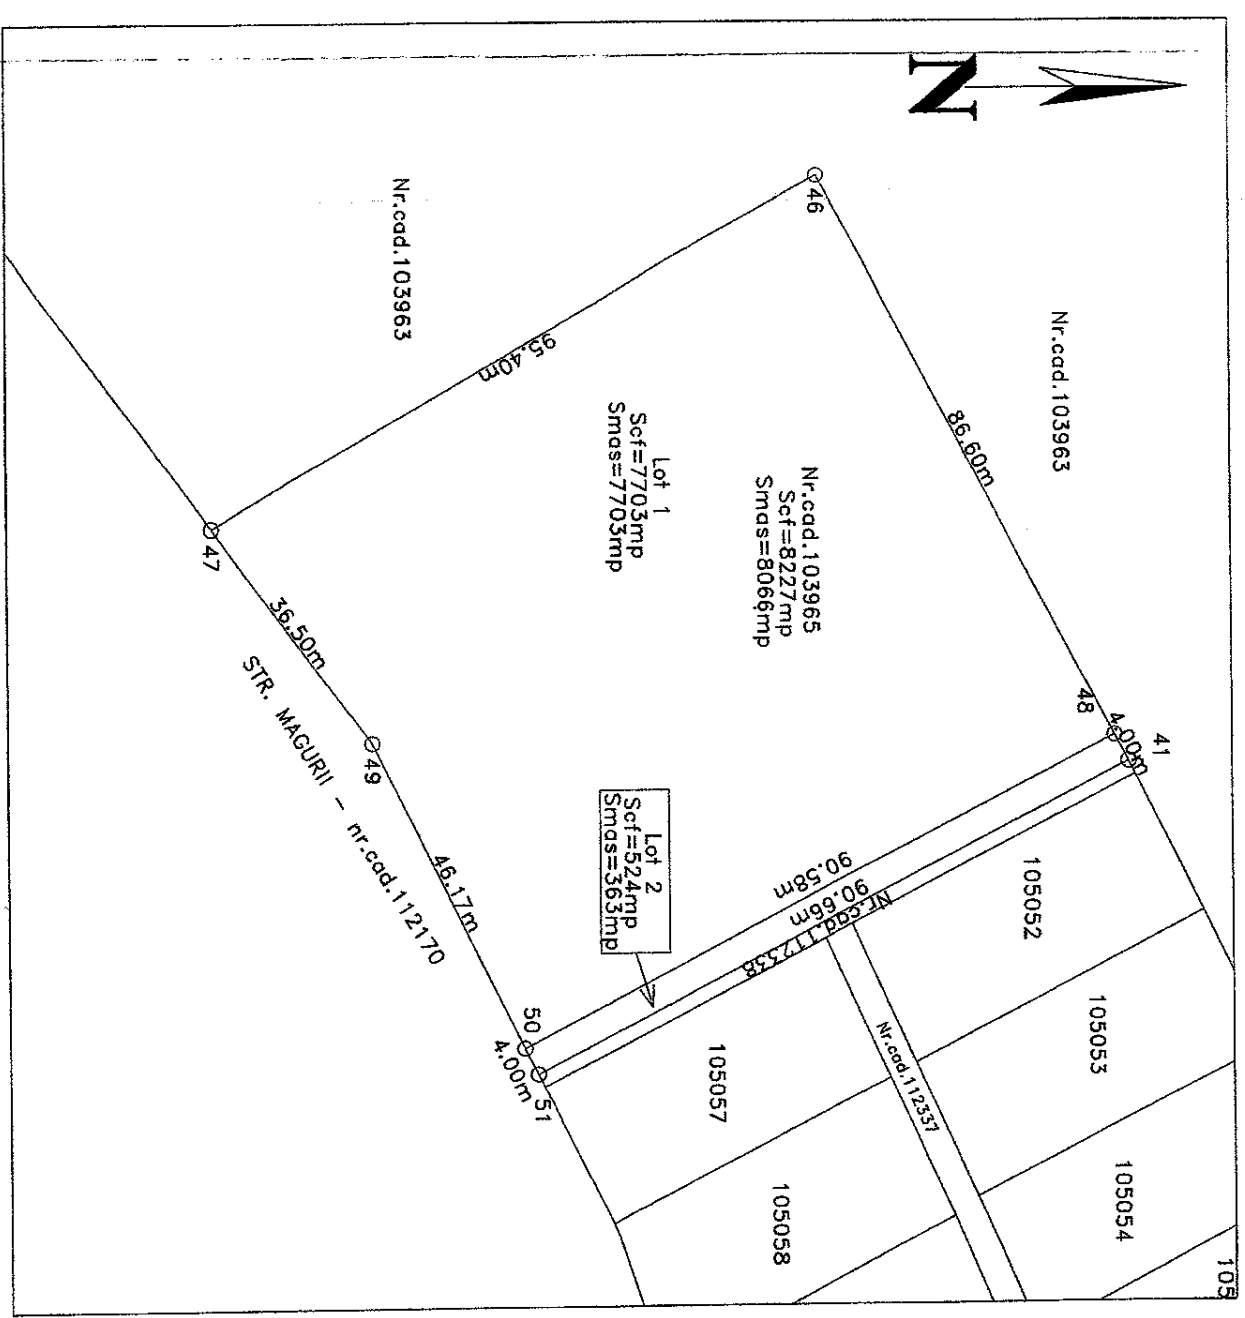 N
Nr.cad.103963
Nr.cad.103963
46
86.60m
95.40m
Nr.cad.103965
Scf=8227mp
Smas=8066mp
Lot 1
Scf=7703mp
Smas=7703mp
41
4.00m
48
47
36.50m
49
46.17m
STR. MAGURII - nr.cad.112170
90.58m
90.66m
Nr.cad.112338
Lot 2
Scf=524mp
Smas=363mp
50
4.00m
51
105052
105053
105054
105
Nr.cad.112337
105057
105058